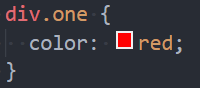 div.one {
  color: red;
}